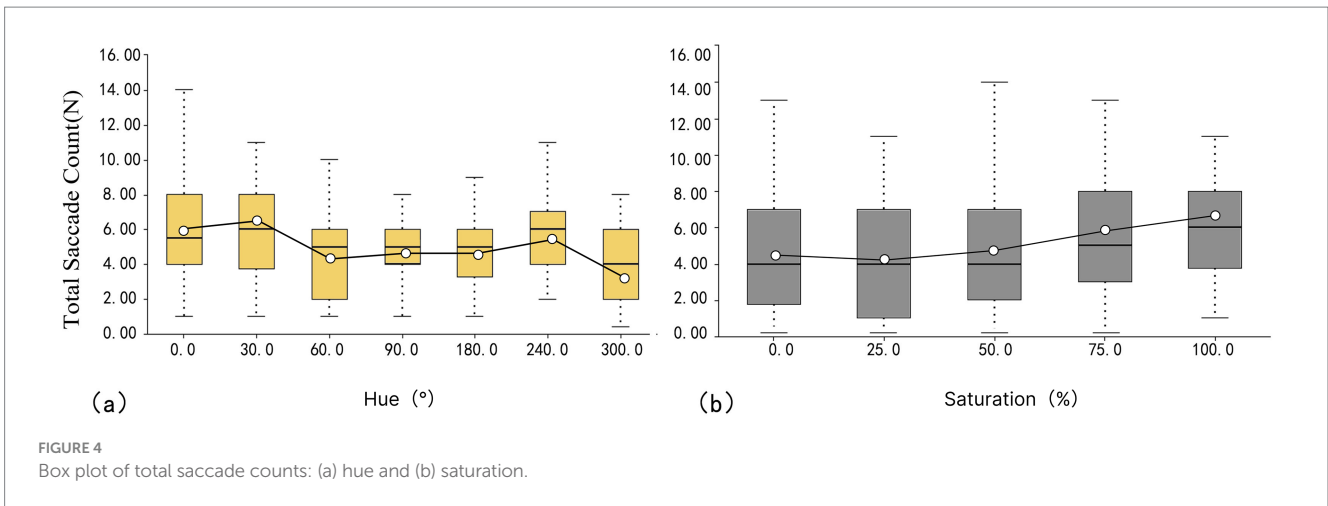 Total Saccade Count(N)
16.00
14.00
12.00
10.00
8.00
6.00
4.00
2.00
0.00
0.0 30.0 60.0 90.0 180.0 240.0 300.0
(a) Hue (°)
16.00
14.00
12.00
10.00
8.00
6.00
4.00
2.00
0.00
0.0 25.0 50.0 75.0 100.0
(b) Saturation (%)
FIGURE 4
Box plot of total saccade counts: (a) hue and (b) saturation.